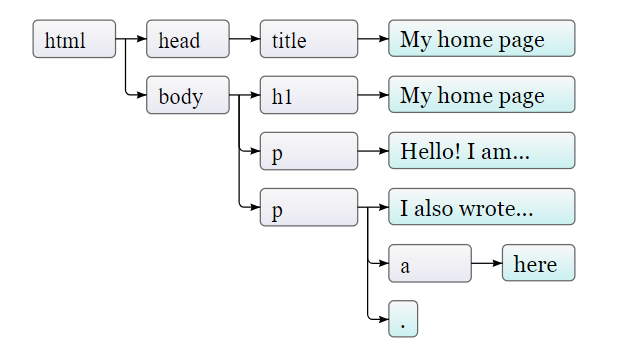 html head title My home page
body h1 My home page
p Hello! I am...
p I also wrote...
a here
.